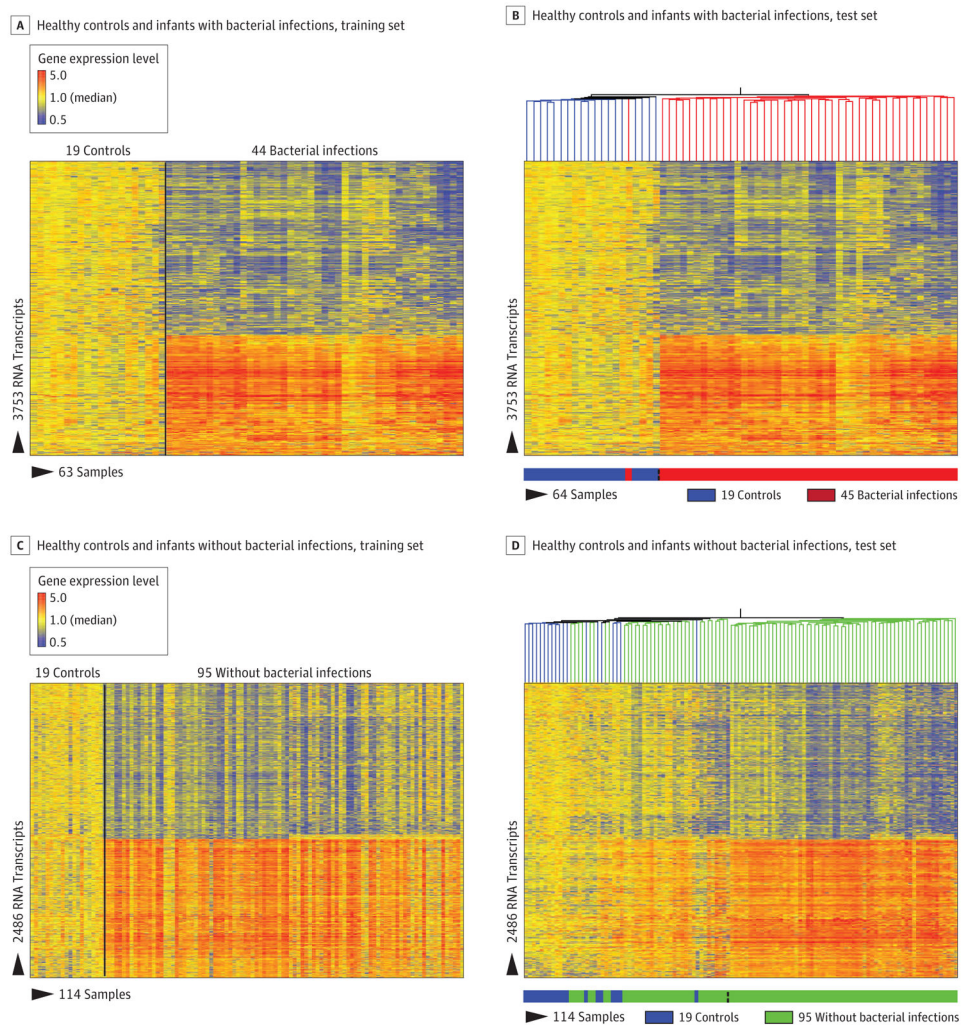 A Healthy controls and infants with bacterial infections, training set
Gene expression level
5.0
1.0 (median)
0.5
19 Controls 44 Bacterial infections
3753 RNA Transcripts
63 Samples
B Healthy controls and infants with bacterial infections, test set
3753 RNA Transcripts
64 Samples 19 Controls 45 Bacterial infections
C Healthy controls and infants without bacterial infections, training set
Gene expression level
5.0
1.0 (median)
0.5
19 Controls 95 Without bacterial infections
2486 RNA Transcripts
114 Samples
D Healthy controls and infants without bacterial infections, test set
2486 RNA Transcripts
114 Samples 19 Controls 95 Without bacterial infections